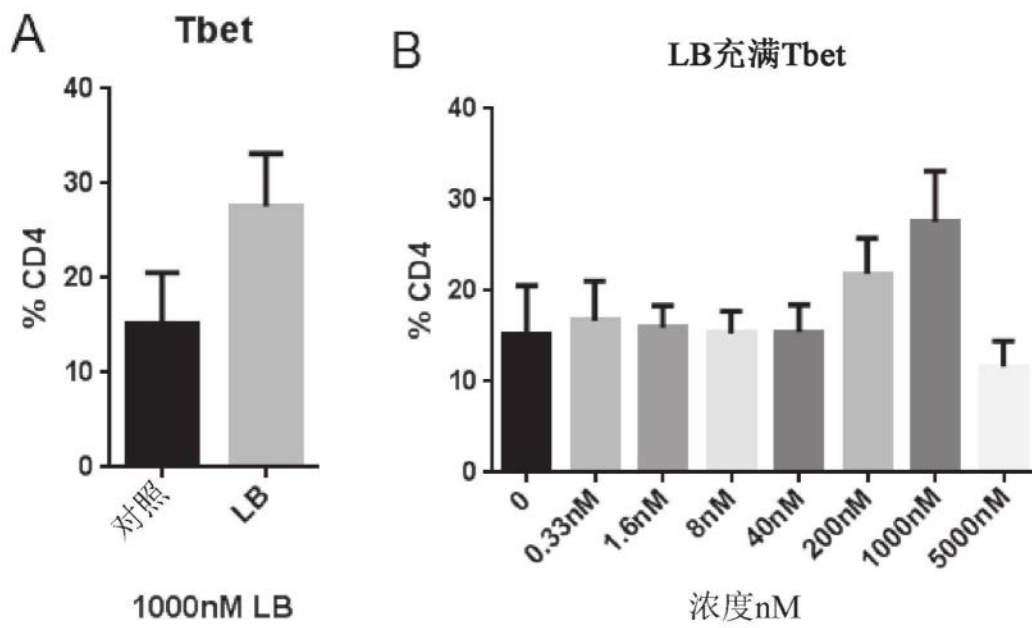 A
Tbet
% CD4
40
30
20
10
0
对照
LB
1000nM LB
B
LB充满Tbet
% CD4
40
30
20
10
0
0
0.33nM
1.6nM
8nM
40nM
200nM
1000nM
5000nM
浓度nM